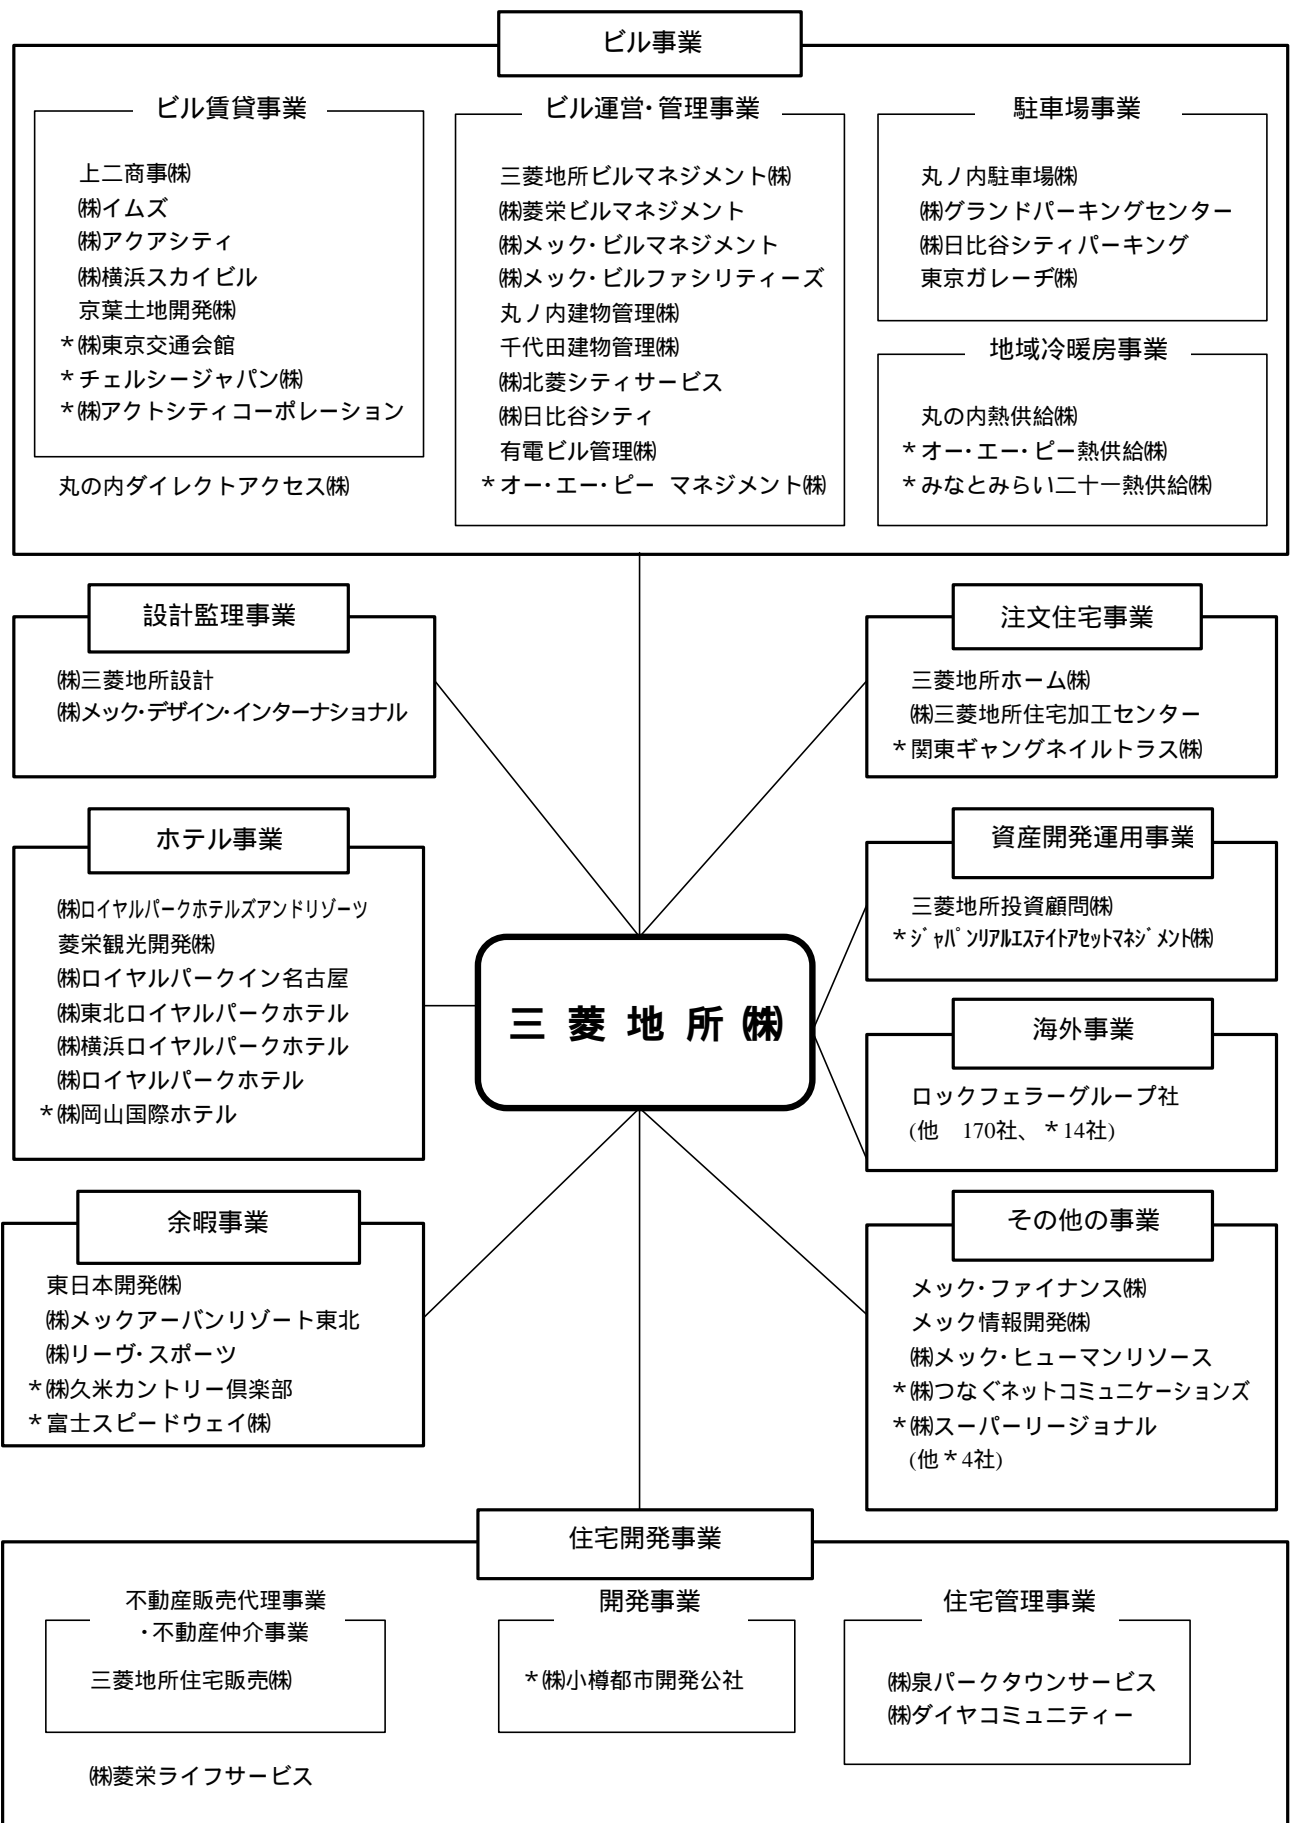 ビル事業
ビル賃貸事業
上二商事㈱
㈱イムズ
㈱アクアシティ
㈱横浜スカイビル
京葉土地開発㈱
*㈱東京交通会館
*チェルシージャパン㈱
*㈱アクトシティコーポレーション
丸の内ダイレクトアクセス㈱
ビル運営・管理事業
三菱地所ビルマネジメント㈱
㈱菱栄ビルマネジメント
㈱メック・ビルマネジメント
㈱メック・ビルファシリティーズ
丸ノ内建物管理㈱
千代田建物管理㈱
㈱北菱シティサービス
㈱日比谷シティ
有電ビル管理㈱
*オー・エー・ピー マネジメント㈱
駐車場事業
丸ノ内駐車場㈱
㈱グランドパーキングセンター
㈱日比谷シティパーキング
東京ガレーヂ㈱
地域冷暖房事業
丸の内熱供給㈱
*オー・エー・ピー熱供給㈱
*みなとみらい二十一熱供給㈱
設計監理事業
㈱三菱地所設計
㈱メック・デザイン・インターナショナル
注文住宅事業
三菱地所ホーム㈱
㈱三菱地所住宅加工センター
*関東ギャングネイルトラス㈱
ホテル事業
㈱ロイヤルパークホテルズアンドリゾーツ
菱栄観光開発㈱
㈱ロイヤルパークイン名古屋
㈱東北ロイヤルパークホテル
㈱横浜ロイヤルパークホテル
㈱ロイヤルパークホテル
*㈱岡山国際ホテル
資産開発運用事業
三菱地所投資顧問㈱
*ジャパンリアルエステイトアセットマネジメント㈱
三菱地所㈱
海外事業
ロックフェラーグループ社
(他 170社、*14社)
余暇事業
東日本開発㈱
㈱メックアーバンリゾート東北
㈱リーヴ・スポーツ
*㈱久米カントリー倶楽部
*富士スピードウェイ㈱
その他の事業
メック・ファイナンス㈱
メック情報開発㈱
㈱メック・ヒューマンリソース
*㈱つなぐネットコミュニケーションズ
*㈱スーパーリージョナル
(他*4社)
住宅開発事業
不動産販売代理事業
・不動産仲介事業
三菱地所住宅販売㈱
㈱菱栄ライフサービス
開発事業
*㈱小樽都市開発公社
住宅管理事業
㈱泉パークタウンサービス
㈱ダイヤコミュニティー